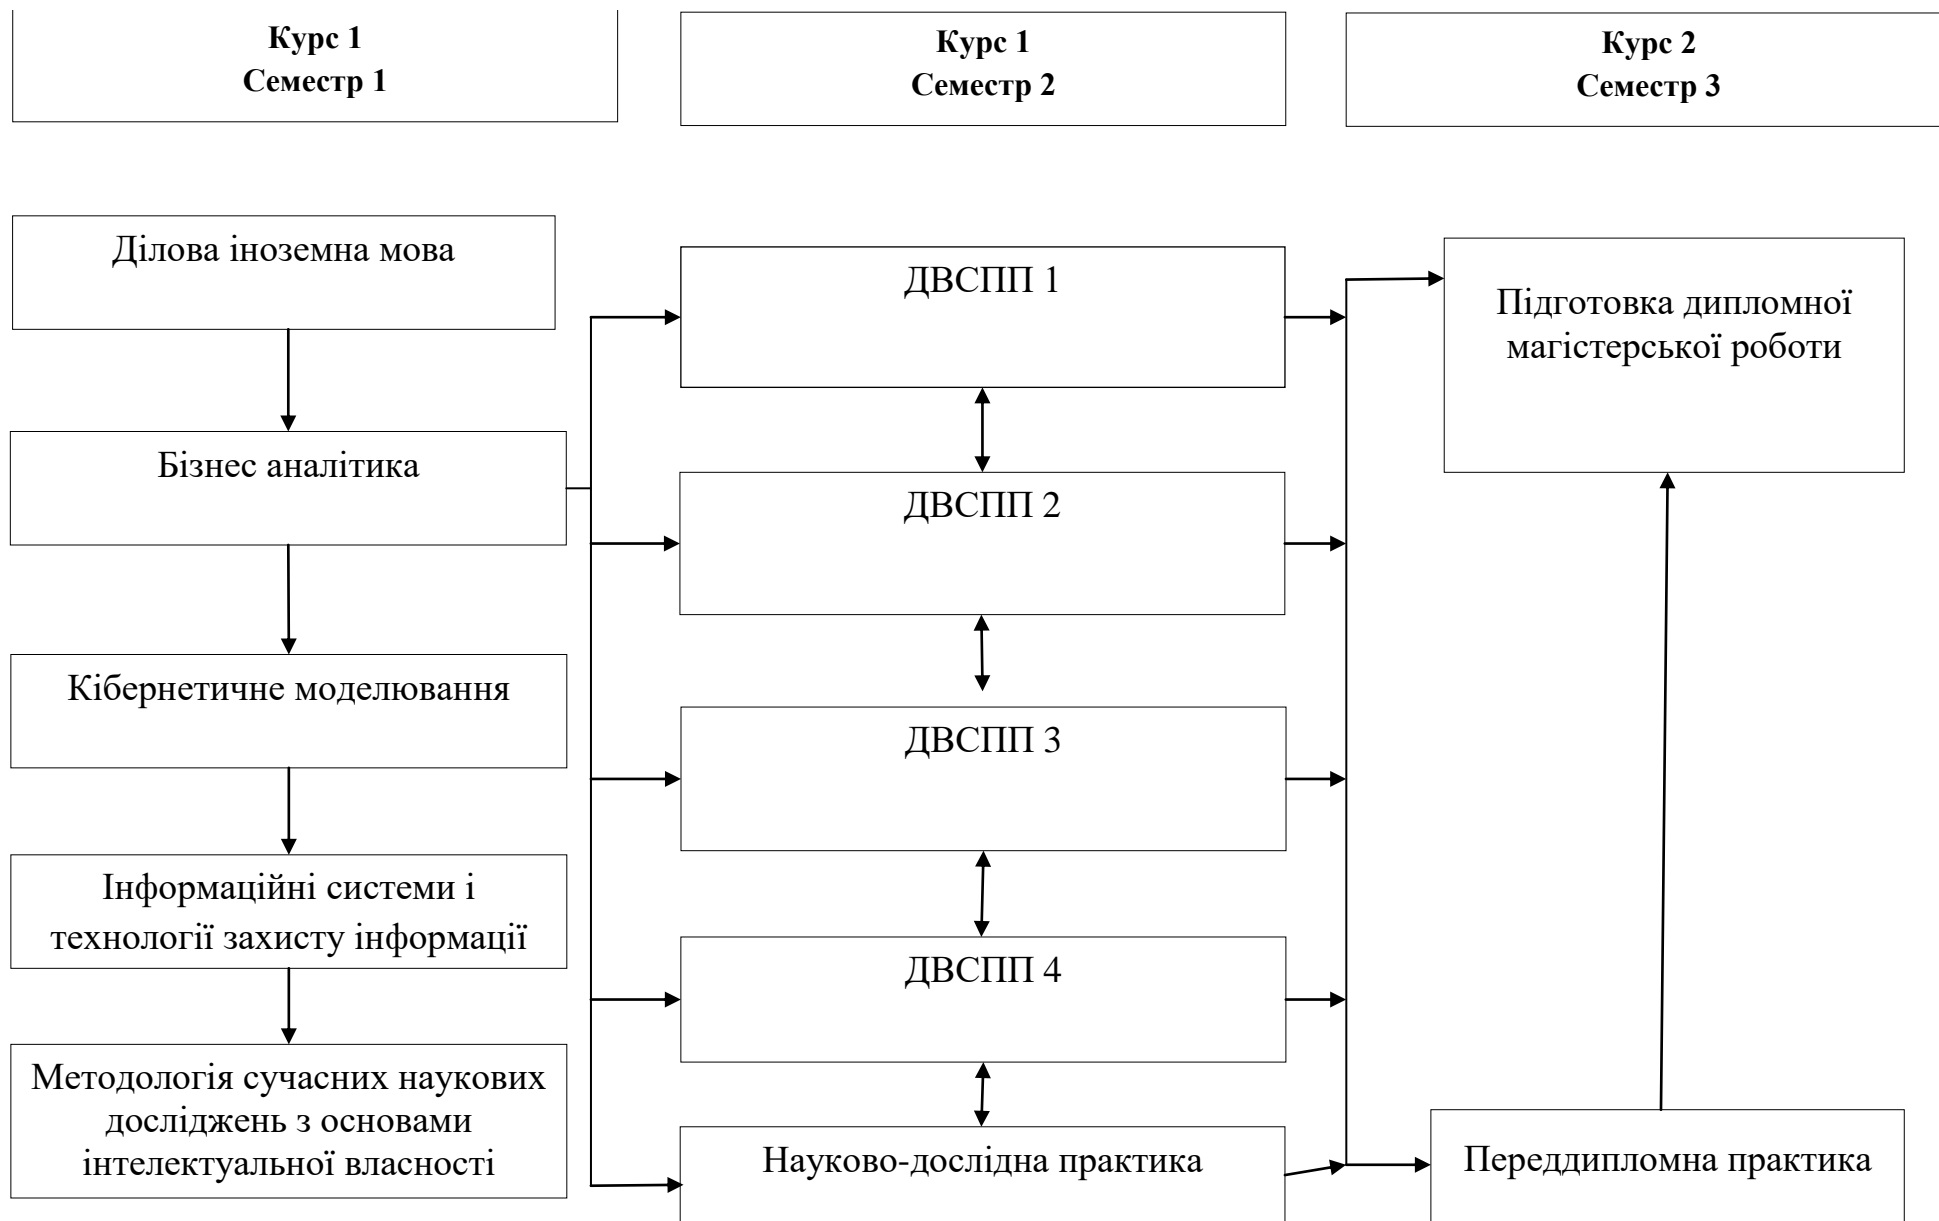 Курс 1
Семестр 1
Курс 1
Семестр 2
Курс 2
Семестр 3
Ділова іноземна мова
Бізнес аналітика
Кібернетичне моделювання
Інформаційні системи і
технології захисту інформації
Методологія сучасних наукових
досліджень з основами
інтелектуальної власності
ДВСПП 1
ДВСПП 2
ДВСПП 3
ДВСПП 4
Науково-дослідна практика
Підготовка дипломної
магістерської роботи
Переддипломна практика